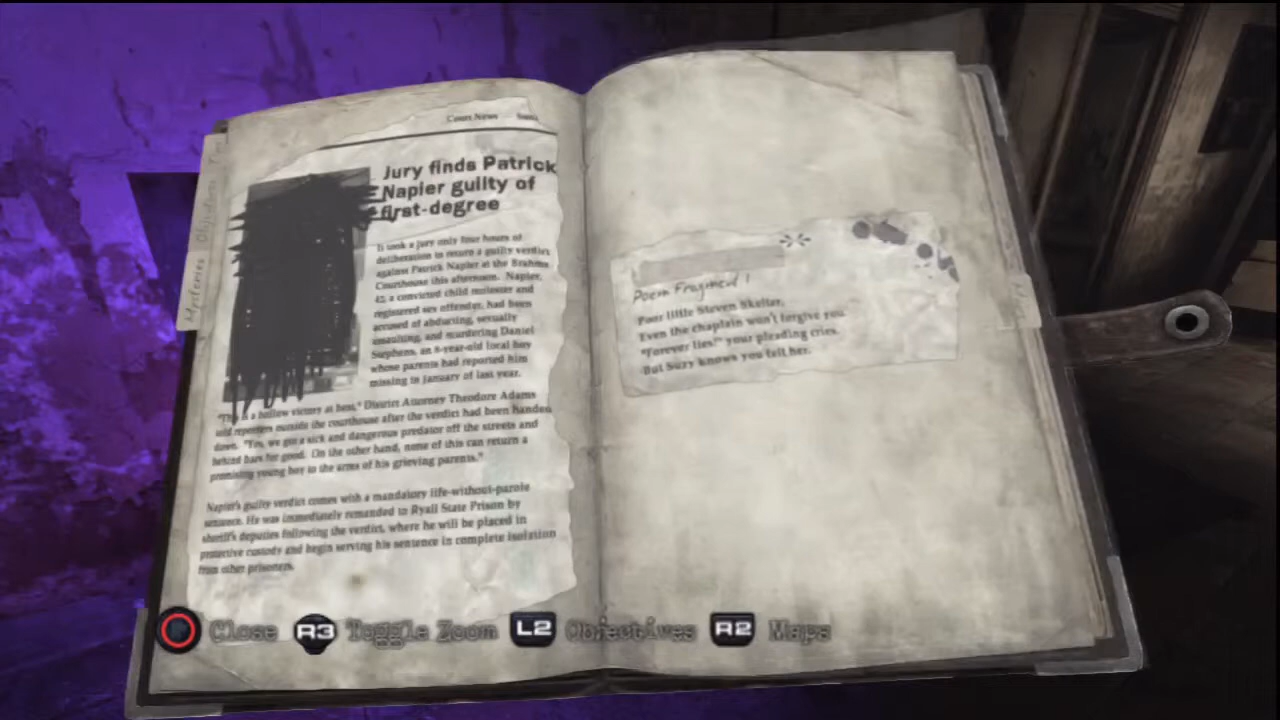 Court News
Jury finds Patrick
Napier guilty of
first-degree
It took a jury only four hours of
deliberation to return a guilty verdict
against Patrick Napier at the Brahms
Courthouse this afternoon. Napier,
42, a convicted child molester and
registered sex offender, had been
accused of abducting, sexually
assaulting, and murdering Daniel
Stephens, an 8-year-old local boy
whose parents had reported him
missing in January of last year.
"This is a hollow victory at best," District Attorney Theodore Adams
told reporters outside the courthouse after the verdict had been handed
down. "Yes, we got a sick and dangerous predator off the streets and
behind bars for good. On the other hand, none of this can return a
promising young boy to the arms of his grieving parents."
Napier's guilty verdict comes with a mandatory life-without-parole
sentence. He was immediately remanded to Ryall State Prison by
sheriff's deputies following the verdict, where he will be placed in
protective custody and begin serving his sentence in complete isolation
from other prisoners.
Poem Fragment 1
Poor little Steven Skellar,
Even the chaplain won't forgive you
"Forever lies!" your pleading cries.
But Suzy knows you fell her.
Mysteries Objectives
Close R3 Toggle Zoom L2 Objectives R2 Maps